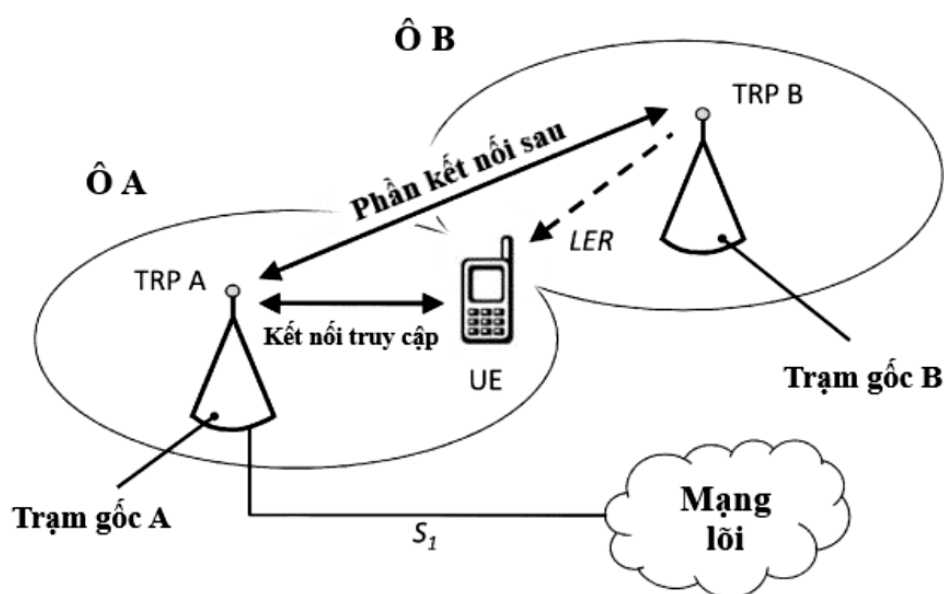 Ô B
TRP B
Phần kết nối sau
Ô A
LER
TRP A
Kết nối truy cập
UE
Trạm gốc B
Trạm gốc A
S1
Mạng
lõi